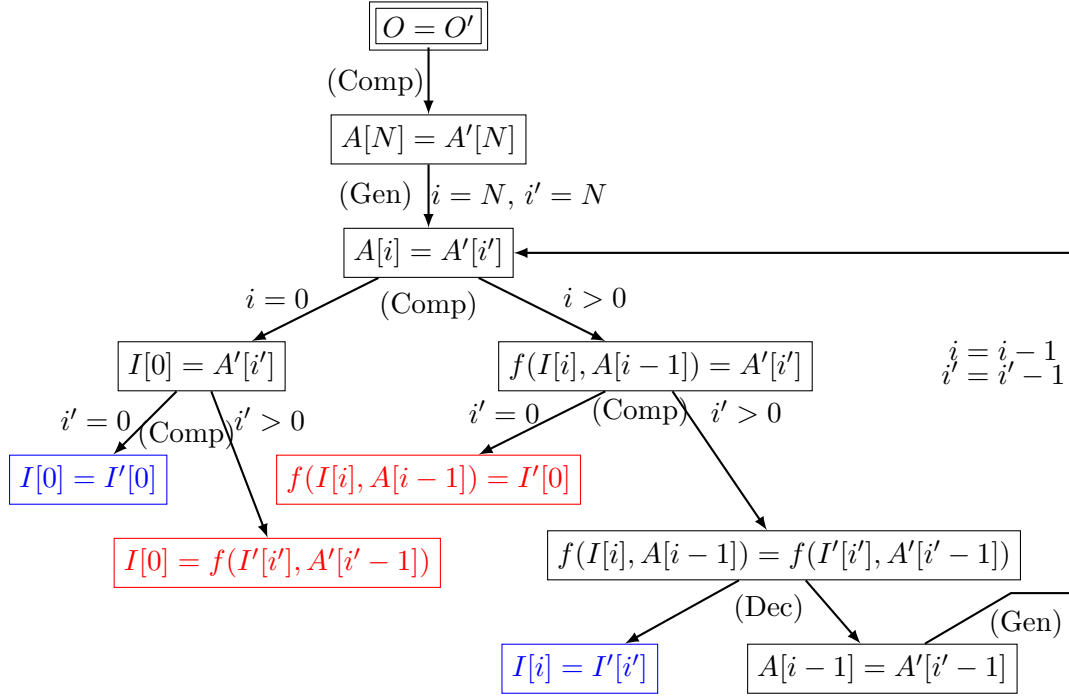 O = O′
(Comp)
A[N] = A′[N]
(Gen) i = N, i′ = N
A[i] = A′[i′]
i = 0 (Comp) i > 0
I[0] = A′[i′] f(I[i], A[i − 1]) = A′[i′]
i = i − 1
i′ = i′ − 1
i′ = 0 (Comp) i′ > 0 i′ = 0 (Comp) i′ > 0
I[0] = I′[0] f(I[i], A[i − 1]) = I′[0]
I[0] = f(I′[i′], A′[i′ − 1]) f(I[i], A[i − 1]) = f(I′[i′], A′[i′ − 1])
(Dec) (Gen)
I[i] = I′[i′] A[i − 1] = A′[i′ − 1]